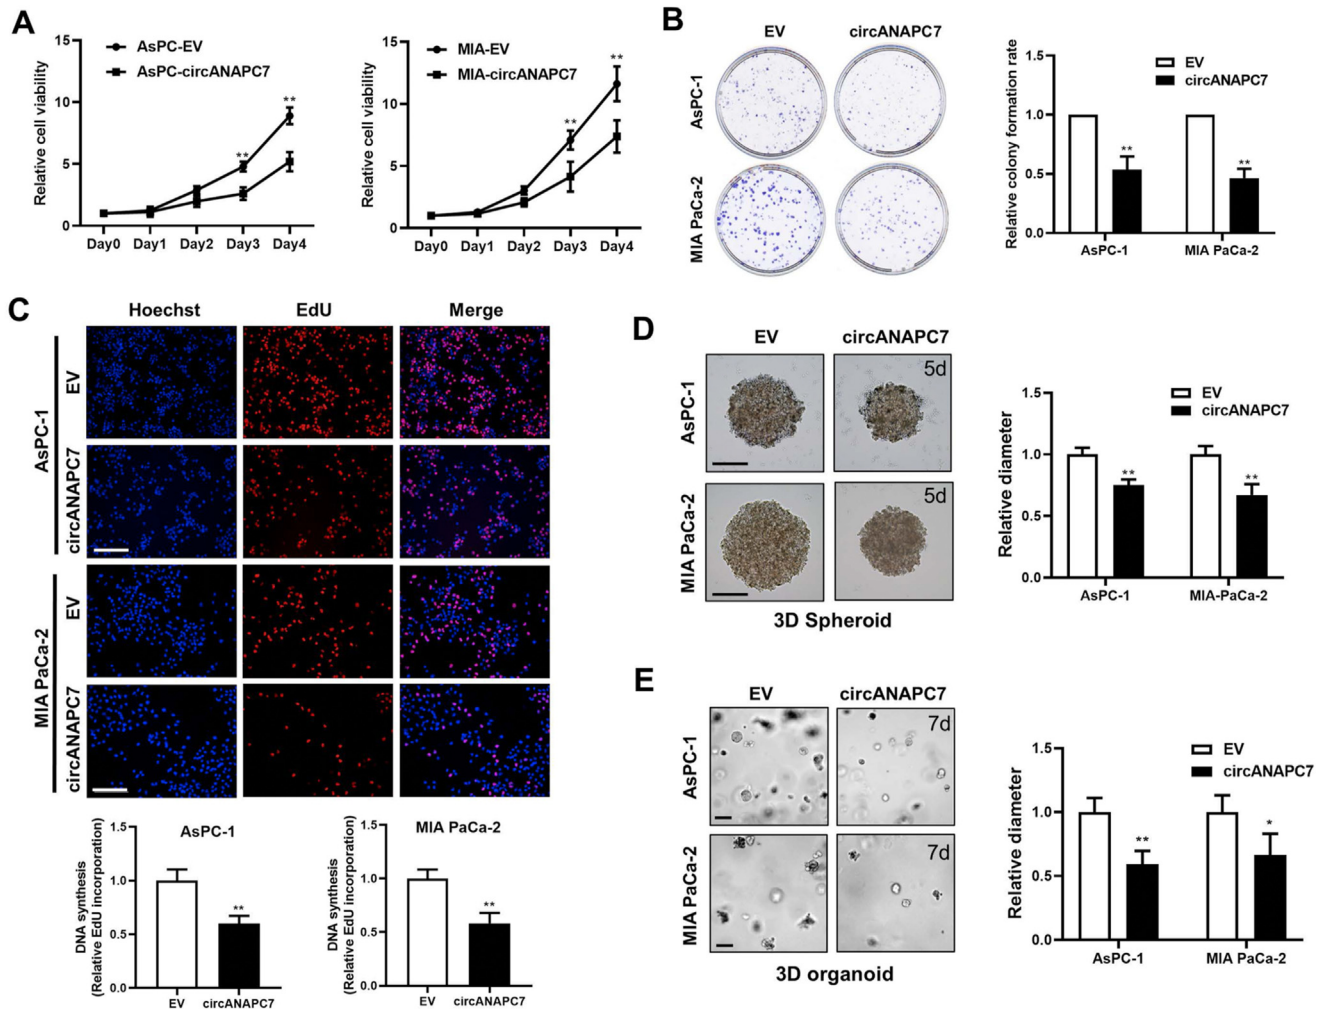 A
Relative cell viability
15
10
5
0
AsPC-EV
AsPC-circANAPC7
**
**
Day0 Day1 Day2 Day3 Day4
Relative cell viability
15
10
5
0
MIA-EV
MIA-circANAPC7
**
**
Day0 Day1 Day2 Day3 Day4
B
EV circANAPC7
AsPC-1
MIA PaCa-2
Relative colony formation rate
1.5
1.0
0.5
0.0
EV
circANAPC7
**
**
AsPC-1 MIA PaCa-2
C
Hoechst EdU Merge
AsPC-1
EV
circANAPC7
MIA PaCa-2
EV
circANAPC7
DNA synthesis
(Relative EdU incorporation)
1.5
1.0
0.5
0.0
AsPC-1
**
EV circANAPC7
DNA synthesis
(Relative EdU incorporation)
1.5
1.0
0.5
0.0
MIA PaCa-2
**
EV circANAPC7
D
EV circANAPC7
AsPC-1
5d
MIA PaCa-2
5d
3D Spheroid
Relative diameter
1.5
1.0
0.5
0.0
EV
circANAPC7
**
**
AsPC-1 MIA-PaCa-2
E
EV circANAPC7
AsPC-1
7d
MIA PaCa-2
7d
3D organoid
Relative diameter
1.5
1.0
0.5
0.0
EV
circANAPC7
**
*
AsPC-1 MIA PaCa-2